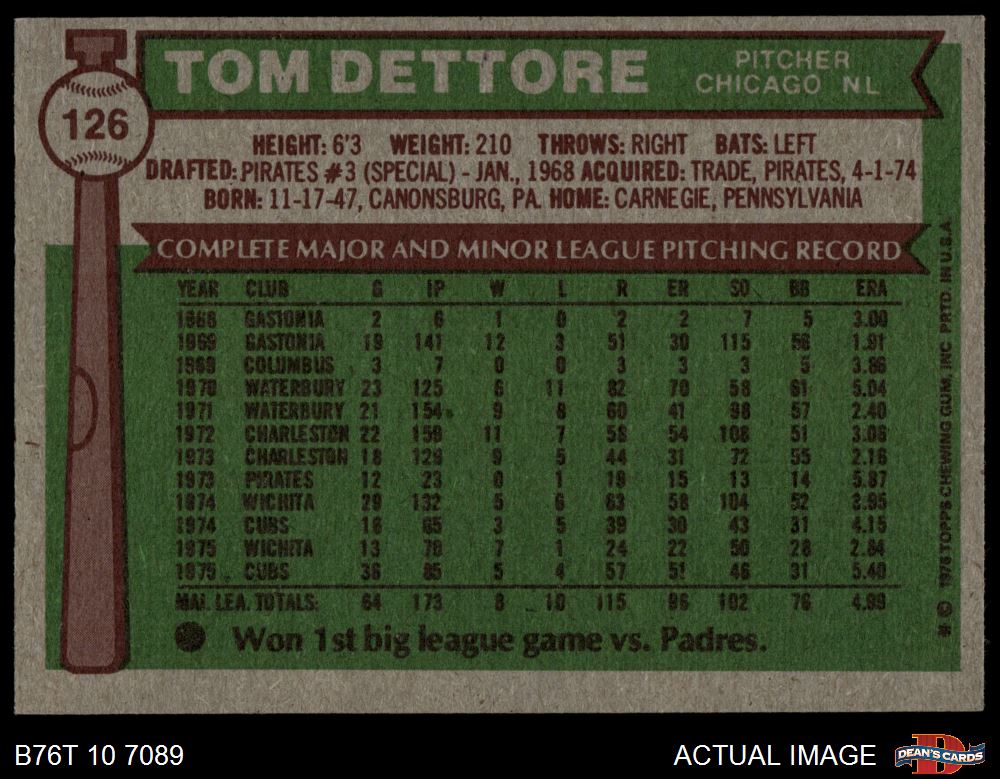 TOM DETTORE
PITCHER
CHICAGO NL
126
HEIGHT: 6'3 WEIGHT: 210 THROWS: RIGHT BATS: LEFT
DRAFTED: PIRATES #3 (SPECIAL) - JAN., 1968 ACQUIRED: TRADE, PIRATES, 4-1-74
BORN: 11-17-47, CANONSBURG, PA. HOME: CARNEGIE, PENNSYLVANIA
COMPLETE MAJOR AND MINOR LEAGUE PITCHING RECORD
YEAR CLUB G IP W L R ER SO BB ERA
1968 GASTONIA 2 6 1 0 2 2 7 5 3.00
1969 GASTONIA 19 141 12 3 51 30 115 56 1.91
1969 COLUMBUS 3 7 0 0 3 3 3 5 3.86
1970 WATERBURY 23 125 6 11 82 70 58 61 5.04
1971 WATERBURY 21 154 9 8 60 41 98 57 2.40
1972 CHARLESTON 22 159 11 7 58 54 108 51 3.06
1973 CHARLESTON 18 129 9 5 44 31 72 55 2.16
1973 PIRATES 12 23 0 1 19 15 13 14 5.87
1974 WICHITA 29 132 5 6 63 58 104 52 3.95
1974 CUBS 16 65 3 5 39 30 43 31 4.15
1975 WICHITA 13 70 7 1 24 22 50 28 2.84
1975 CUBS 36 85 5 4 57 51 46 31 5.40
MAJ. LEA. TOTALS: 64 173 8 10 115 96 102 76 4.99
Won 1st big league game vs. Padres.
© 1976 TOPPS CHEWING GUM, INC PRTD IN U.S.A.
B76T 10 7089
ACTUAL IMAGE
DEAN'S CARDS